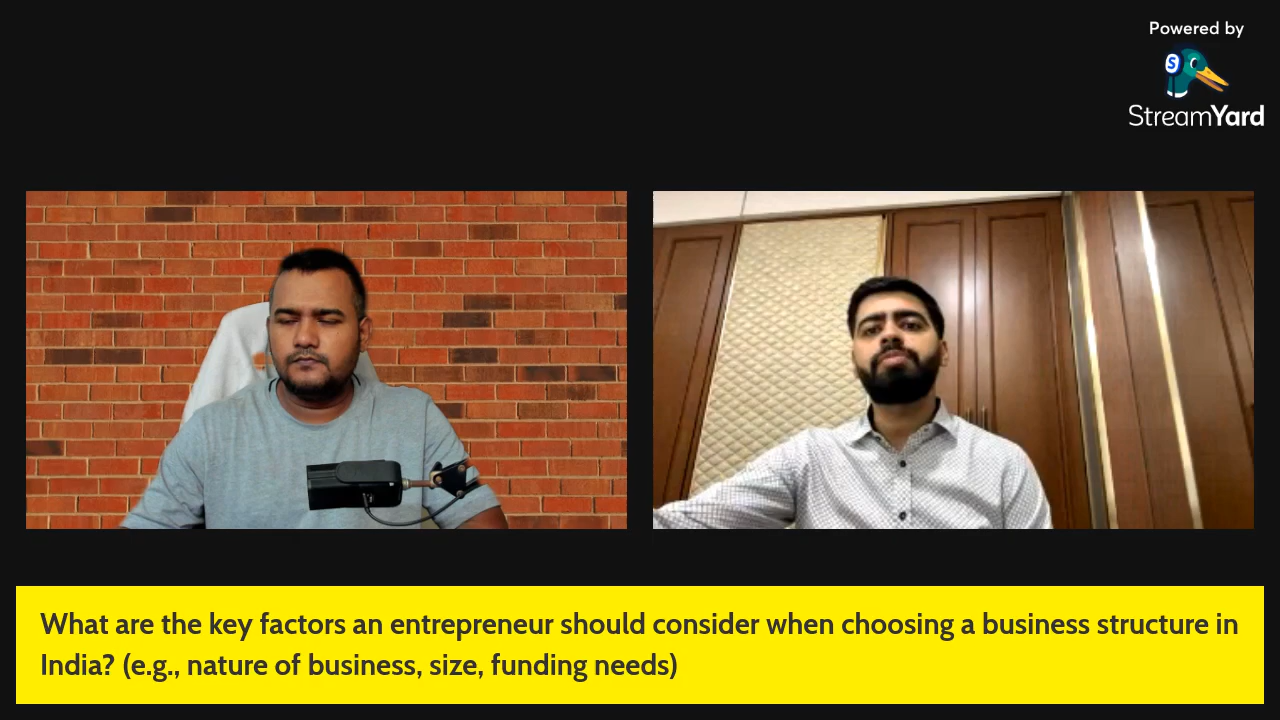 Powered by
S
StreamYard
What are the key factors an entrepreneur should consider when choosing a business structure in
India? (e.g., nature of business, size, funding needs)